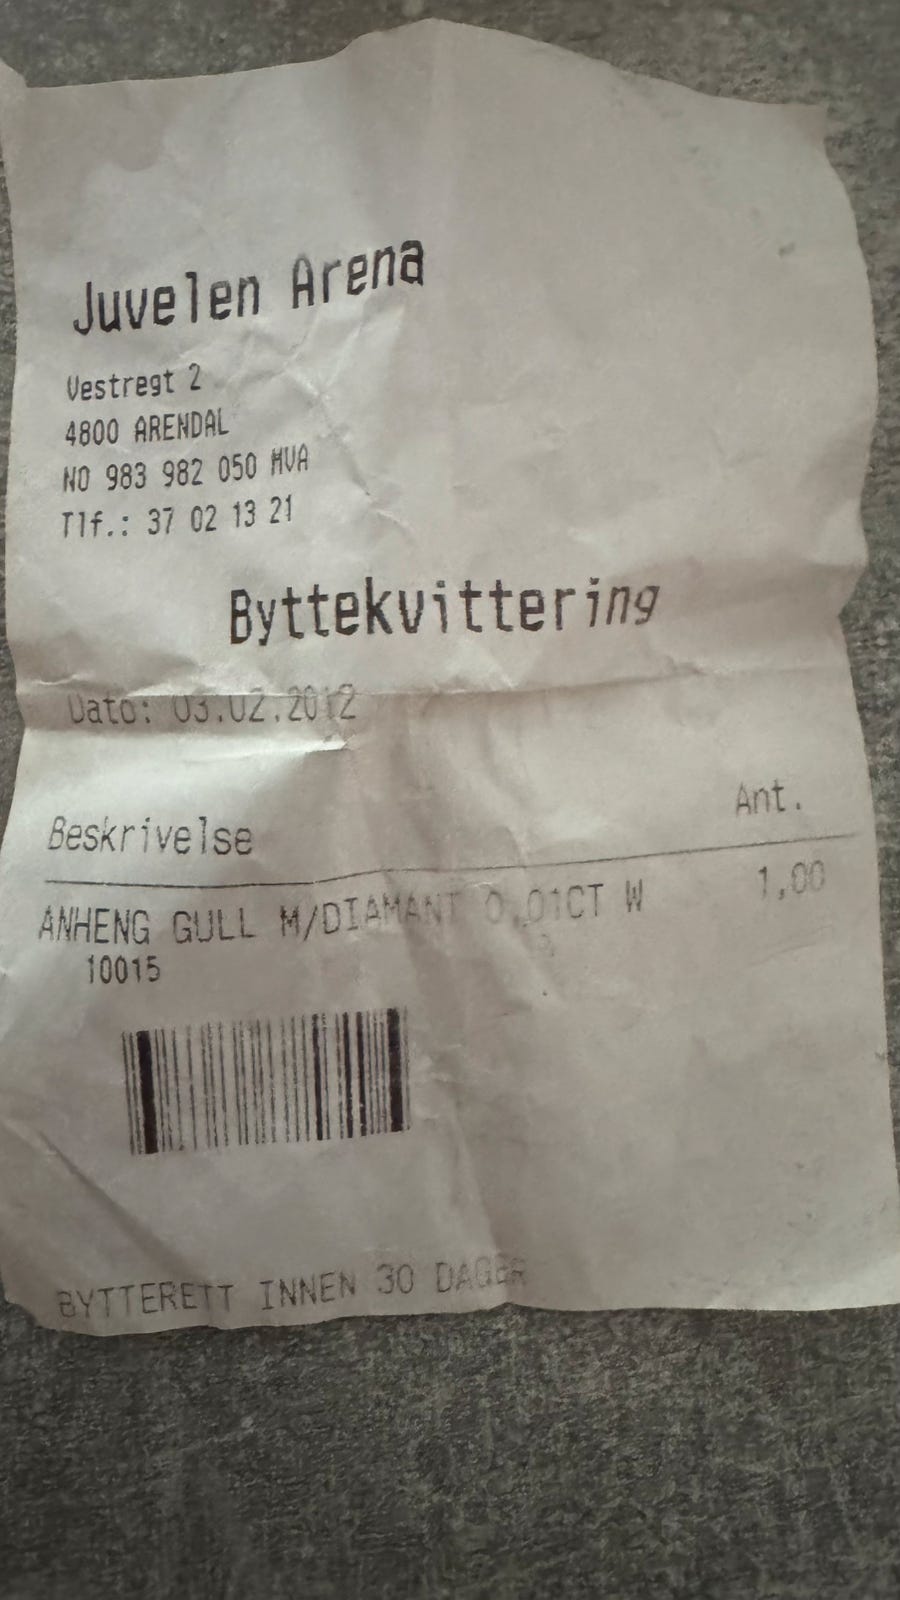 Juvelen Arena
Vestregt 2
4800 ARENDAL
NO 983 982 050 MVA
Tlf.: 37 02 13 21
Byttekvittering
Dato: 03.02.2012
Beskrivelse Ant.
ANHENG GULL M/DIAMANT 0,01CT W 1,00
10015
BYTTERETT INNEN 30 DAGER